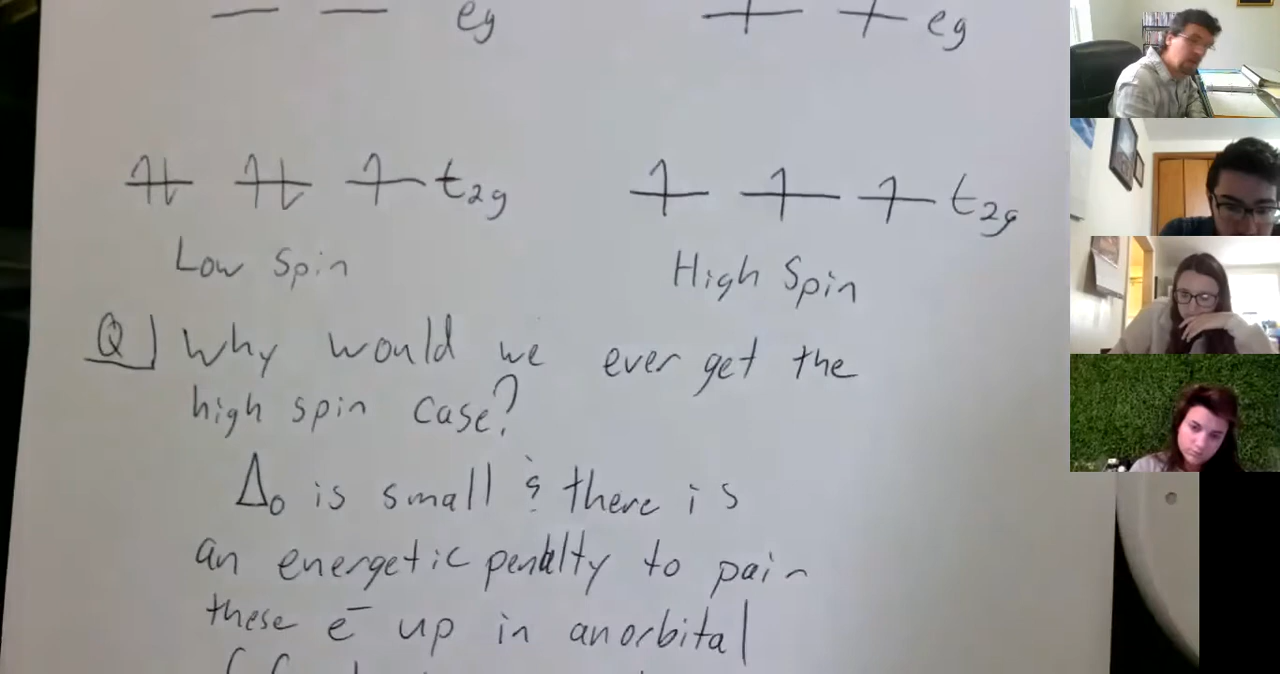 eg eg
t2g t2g
Low Spin High Spin
Q] Why would we ever get the
high spin case?
Δo is small & there is
an energetic penalty to pair
these e⁻ up in an orbital